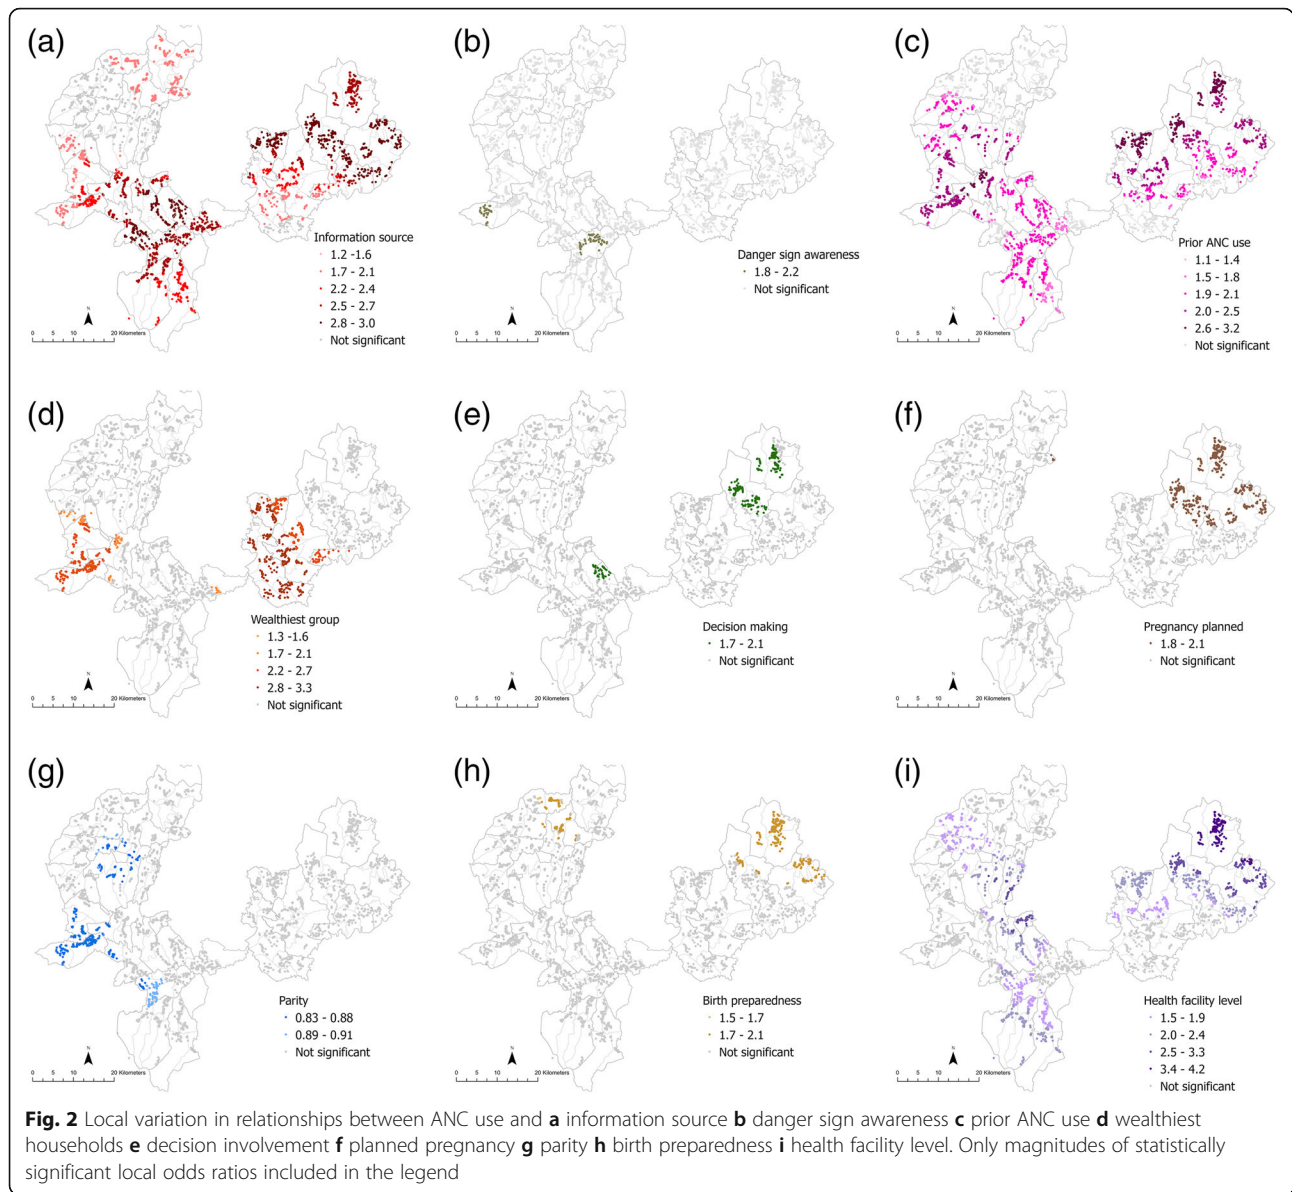 (a)
Information source
1.2 -1.6
1.7 - 2.1
2.2 - 2.4
2.5 - 2.7
2.8 - 3.0
Not significant
N
0 5 10 20 Kilometers
(b)
Danger sign awareness
1.8 - 2.2
Not significant
N
0 5 10 20 Kilometers
(c)
Prior ANC use
1.1 - 1.4
1.5 - 1.8
1.9 - 2.1
2.0 - 2.5
2.6 - 3.2
Not significant
N
0 5 10 20 Kilometers
(d)
Wealthiest group
1.3 -1.6
1.7 - 2.1
2.2 - 2.7
2.8 - 3.3
Not significant
N
0 5 10 20 Kilometers
(e)
Decision making
1.7 - 2.1
Not significant
N
0 5 10 20 Kilometers
(f)
Pregnancy planned
1.8 - 2.1
Not significant
N
0 5 10 20 Kilometers
(g)
Parity
0.83 - 0.88
0.89 - 0.91
Not significant
N
0 5 10 20 Kilometers
(h)
Birth preparedness
1.5 - 1.7
1.7 - 2.1
Not significant
N
0 5 10 20 Kilometers
(i)
Health facility level
1.5 - 1.9
2.0 - 2.4
2.5 - 3.3
3.4 - 4.2
Not significant
N
0 5 10 20 Kilometers
Fig. 2 Local variation in relationships between ANC use and a information source b danger sign awareness c prior ANC use d wealthiest
households e decision involvement f planned pregnancy g parity h birth preparedness i health facility level. Only magnitudes of statistically
significant local odds ratios included in the legend